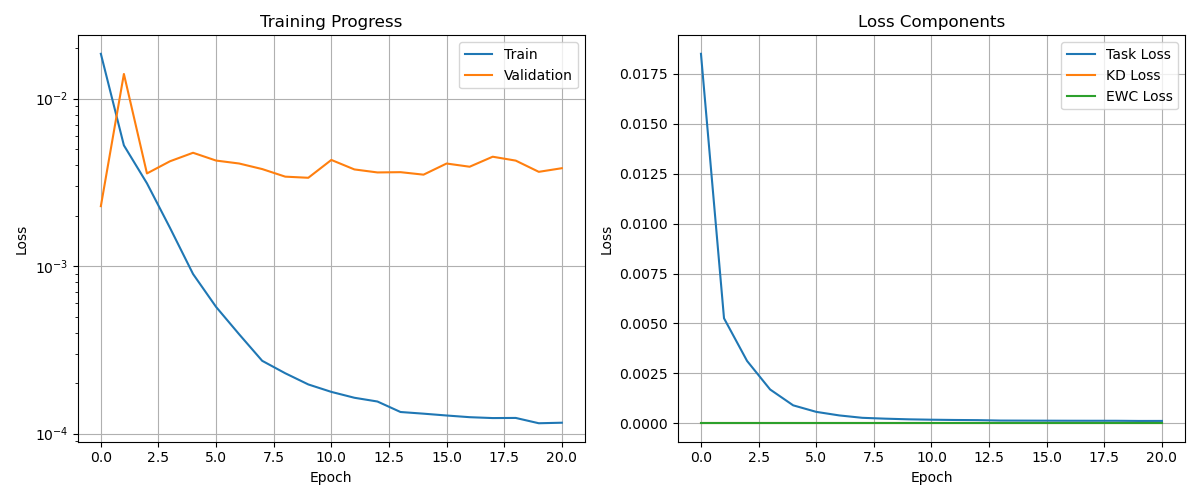 Training Progress
Train
Validation
10⁻²
10⁻³
10⁻⁴
Loss
0.0 2.5 5.0 7.5 10.0 12.5 15.0 17.5 20.0
Epoch
Loss Components
Task Loss
KD Loss
EWC Loss
0.0175
0.0150
0.0125
0.0100
0.0075
0.0050
0.0025
0.0000
Loss
0.0 2.5 5.0 7.5 10.0 12.5 15.0 17.5 20.0
Epoch